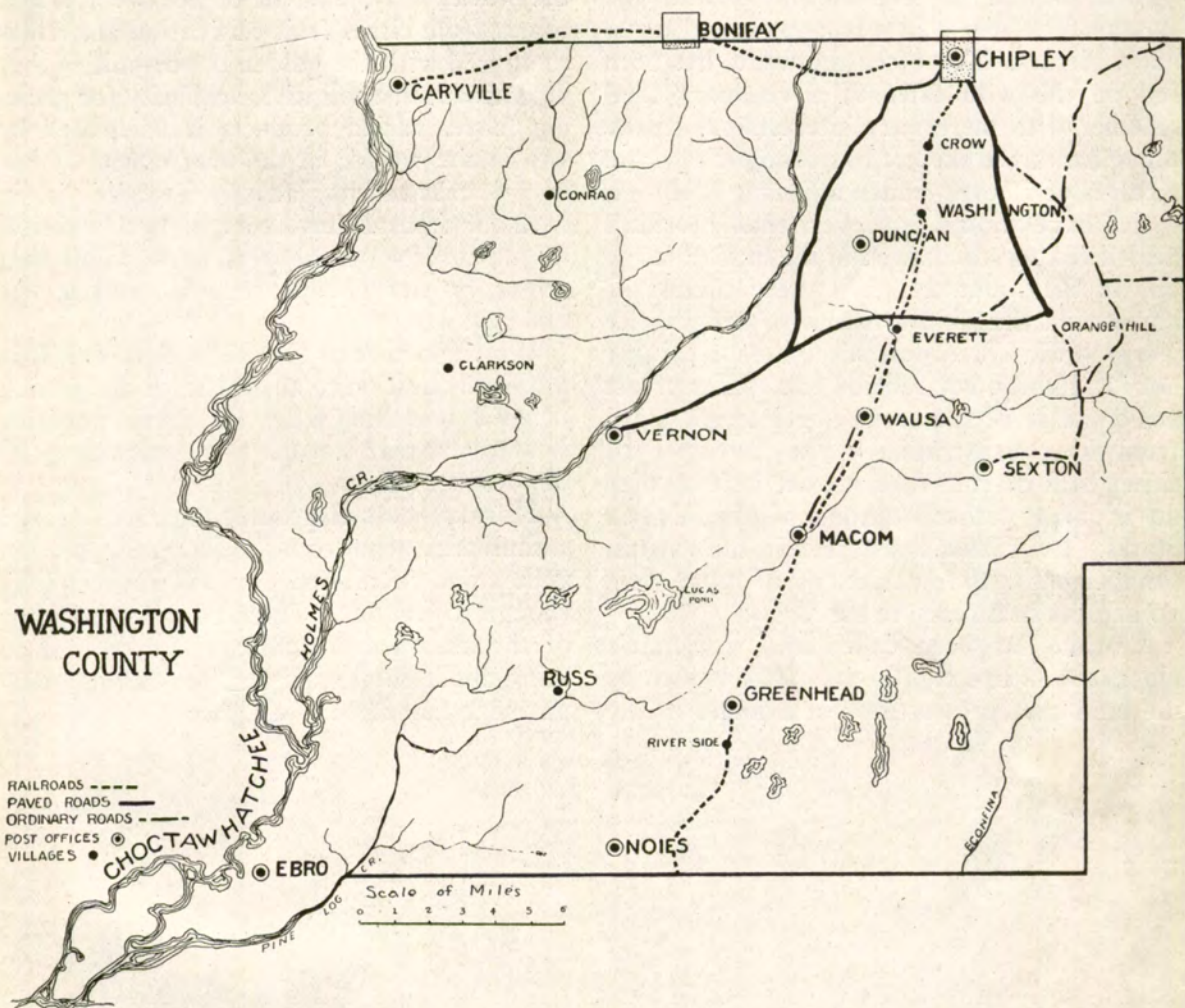 BONIFAY
CHIPLEY
CARYVILLE
CROW
CONRAD
WASHINGTON
DUNCAN
ORANGE HILL
EVERETT
CLARKSON
WAUSA
VERNON
SEXTON
CR.
MACOM
HOLMES
LUCAS
POND
WASHINGTON
COUNTY
RUSS
GREENHEAD
RIVER SIDE
RAILROADS
PAVED ROADS
ORDINARY ROADS
POST OFFICES
VILLAGES
CHOCTAWHATCHEE
ECONFINA
NOIES
EBRO
PINE LOG CR.
Scale of Miles
0 1 2 3 4 5 6